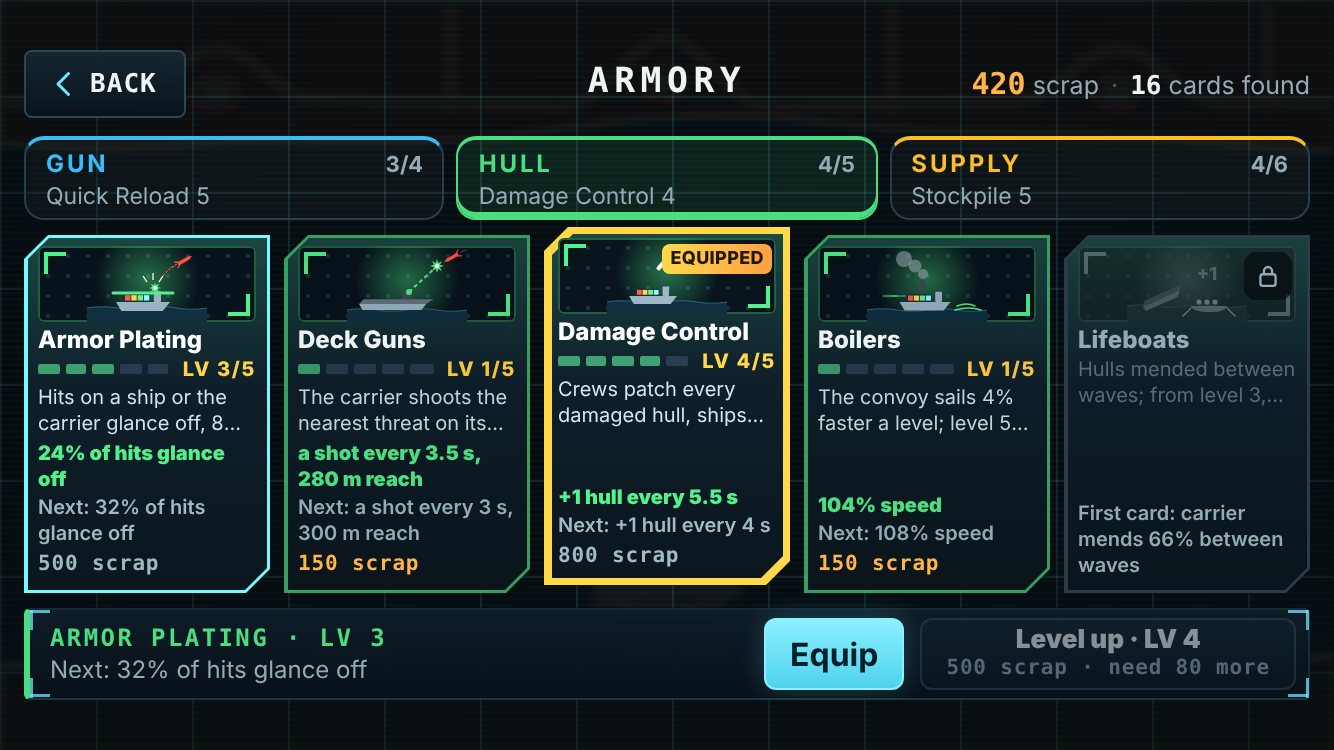 BACK
ARMORY
420 scrap · 16 cards found
GUN 3/4
Quick Reload 5
HULL 4/5
Damage Control 4
SUPPLY 4/6
Stockpile 5
Armor Plating
LV 3/5
Hits on a ship or the
carrier glance off, 8...
24% of hits glance
off
Next: 32% of hits
glance off
500 scrap
Deck Guns
LV 1/5
The carrier shoots the
nearest threat on its...
a shot every 3.5 s,
280 m reach
Next: a shot every 3 s,
300 m reach
150 scrap
EQUIPPED
Damage Control
LV 4/5
Crews patch every
damaged hull, ships...
+1 hull every 5.5 s
Next: +1 hull every 4 s
800 scrap
Boilers
LV 1/5
The convoy sails 4%
faster a level; level 5...
104% speed
Next: 108% speed
150 scrap
+1
Lifeboats
Hulls mended between
waves; from level 3,...
First card: carrier
mends 66% between
waves
ARMOR PLATING · LV 3
Next: 32% of hits glance off
Equip
Level up · LV 4
500 scrap · need 80 more